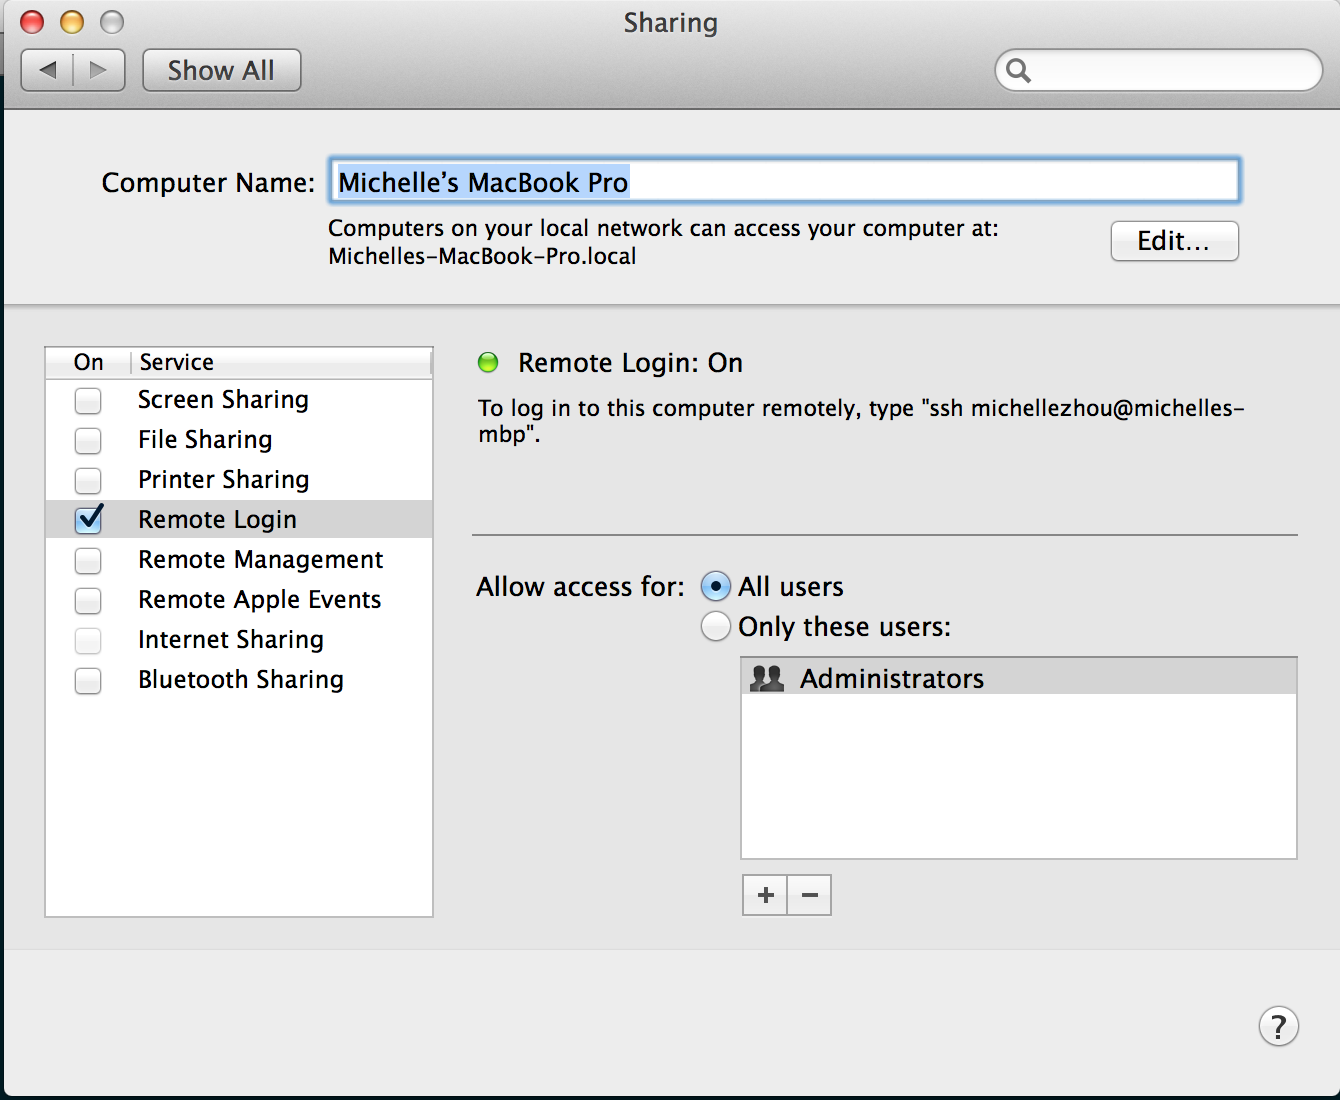 Sharing
Show All
Computer Name: Michelle’s MacBook Pro
Computers on your local network can access your computer at:
Michelles-MacBook-Pro.local
Edit...
On Service
Screen Sharing
File Sharing
Printer Sharing
Remote Login
Remote Management
Remote Apple Events
Internet Sharing
Bluetooth Sharing
Remote Login: On
To log in to this computer remotely, type "ssh michellezhou@michelles-
mbp".
Allow access for: All users
Only these users:
Administrators
+ −
?